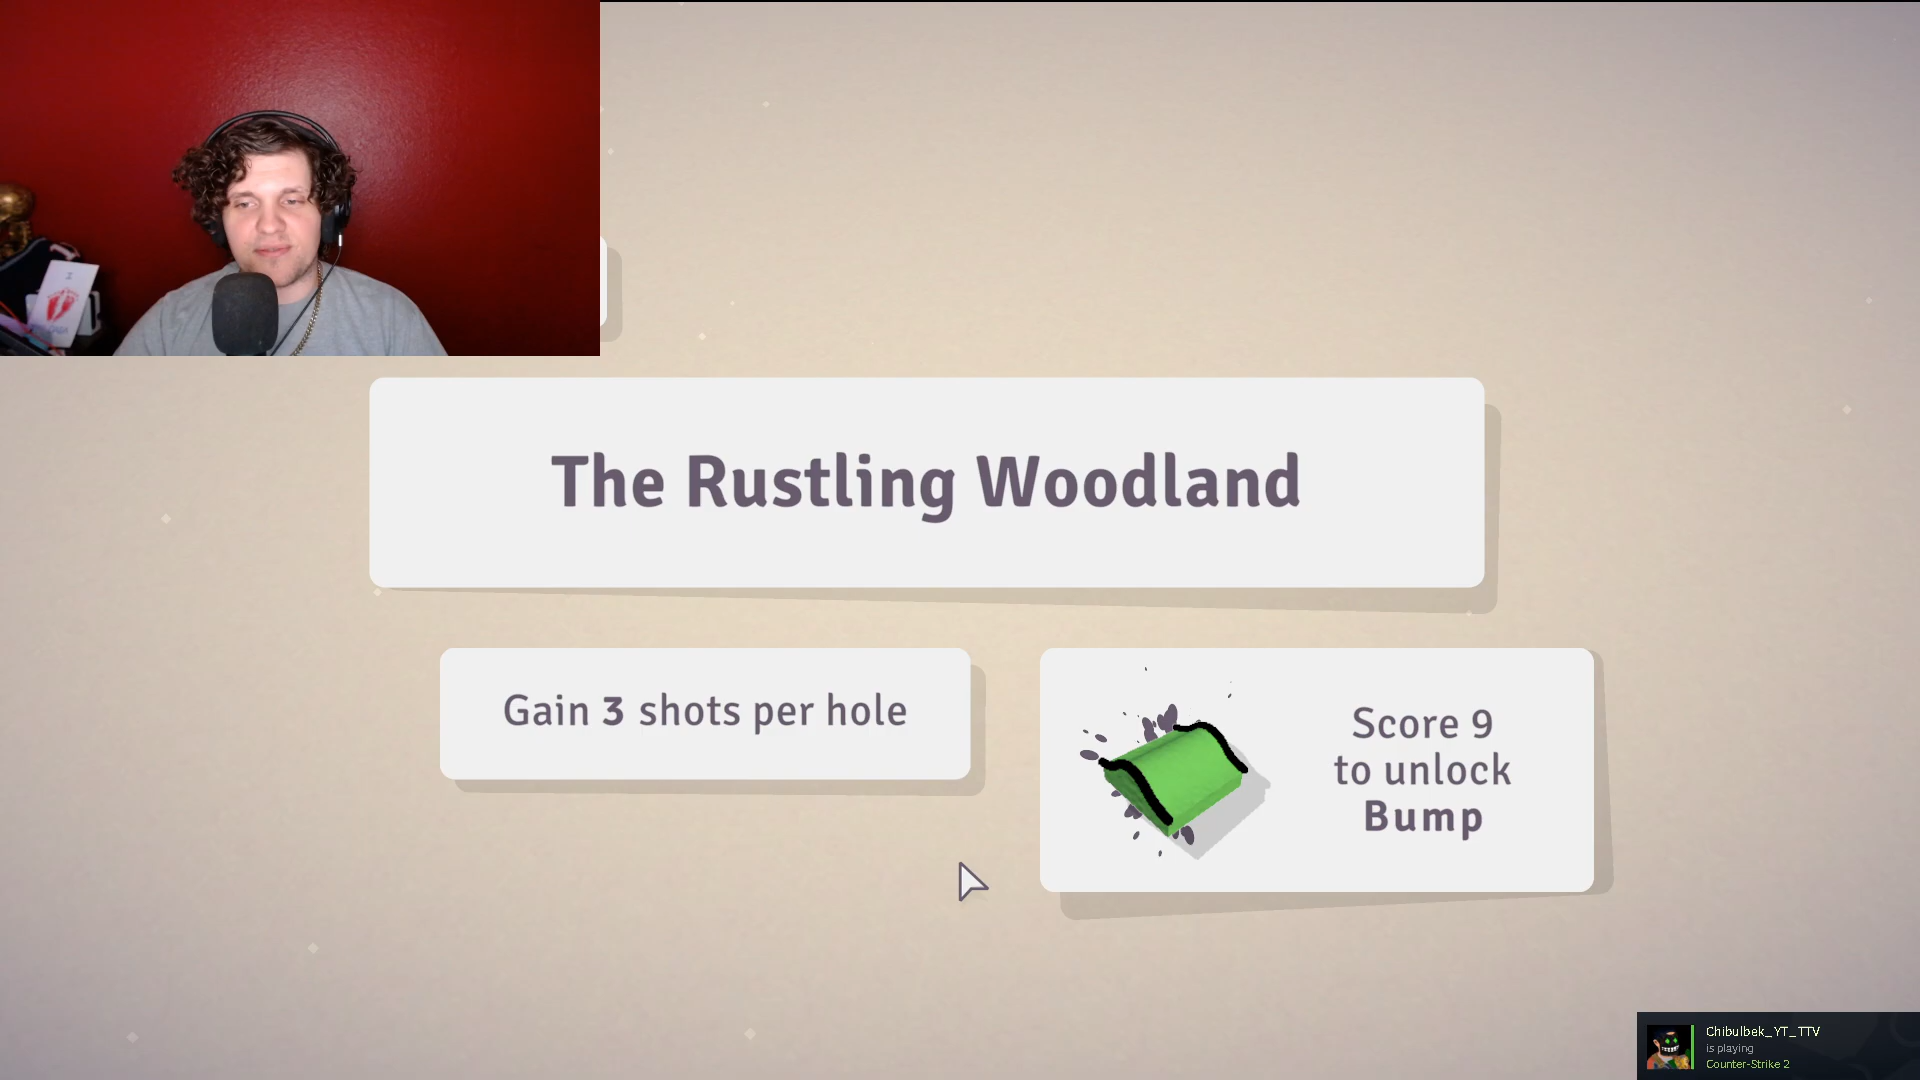 The Rustling Woodland
Gain 3 shots per hole
Score 9
to unlock
Bump
Chibulbek_YT_TTV
is playing
Counter-Strike 2